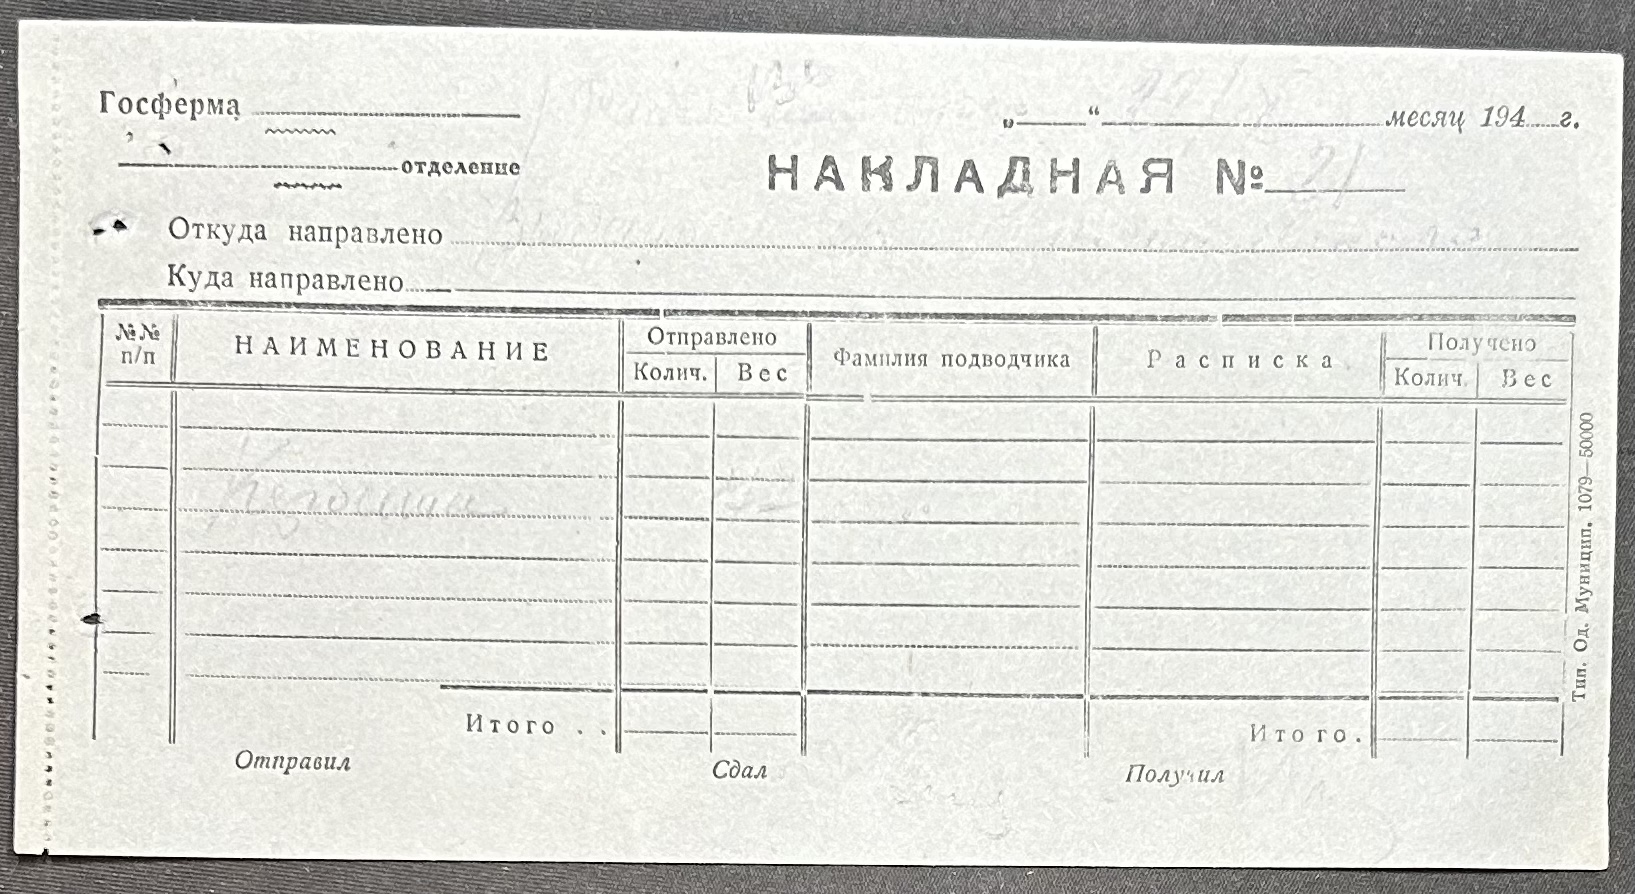 Госферма
„ “ месяц 194 г.
отделение
НАКЛАДНАЯ № 21
Откуда направлено
Куда направлено
№№ п/п
НАИМЕНОВАНИЕ
Отправлено
Колич. Вес
Фамилия подводчика
Расписка
Получено
Колич. Вес
Итого . .
Итого.
Отправил
Сдал
Получил
Тип. Од. Муницип. 1079—50000